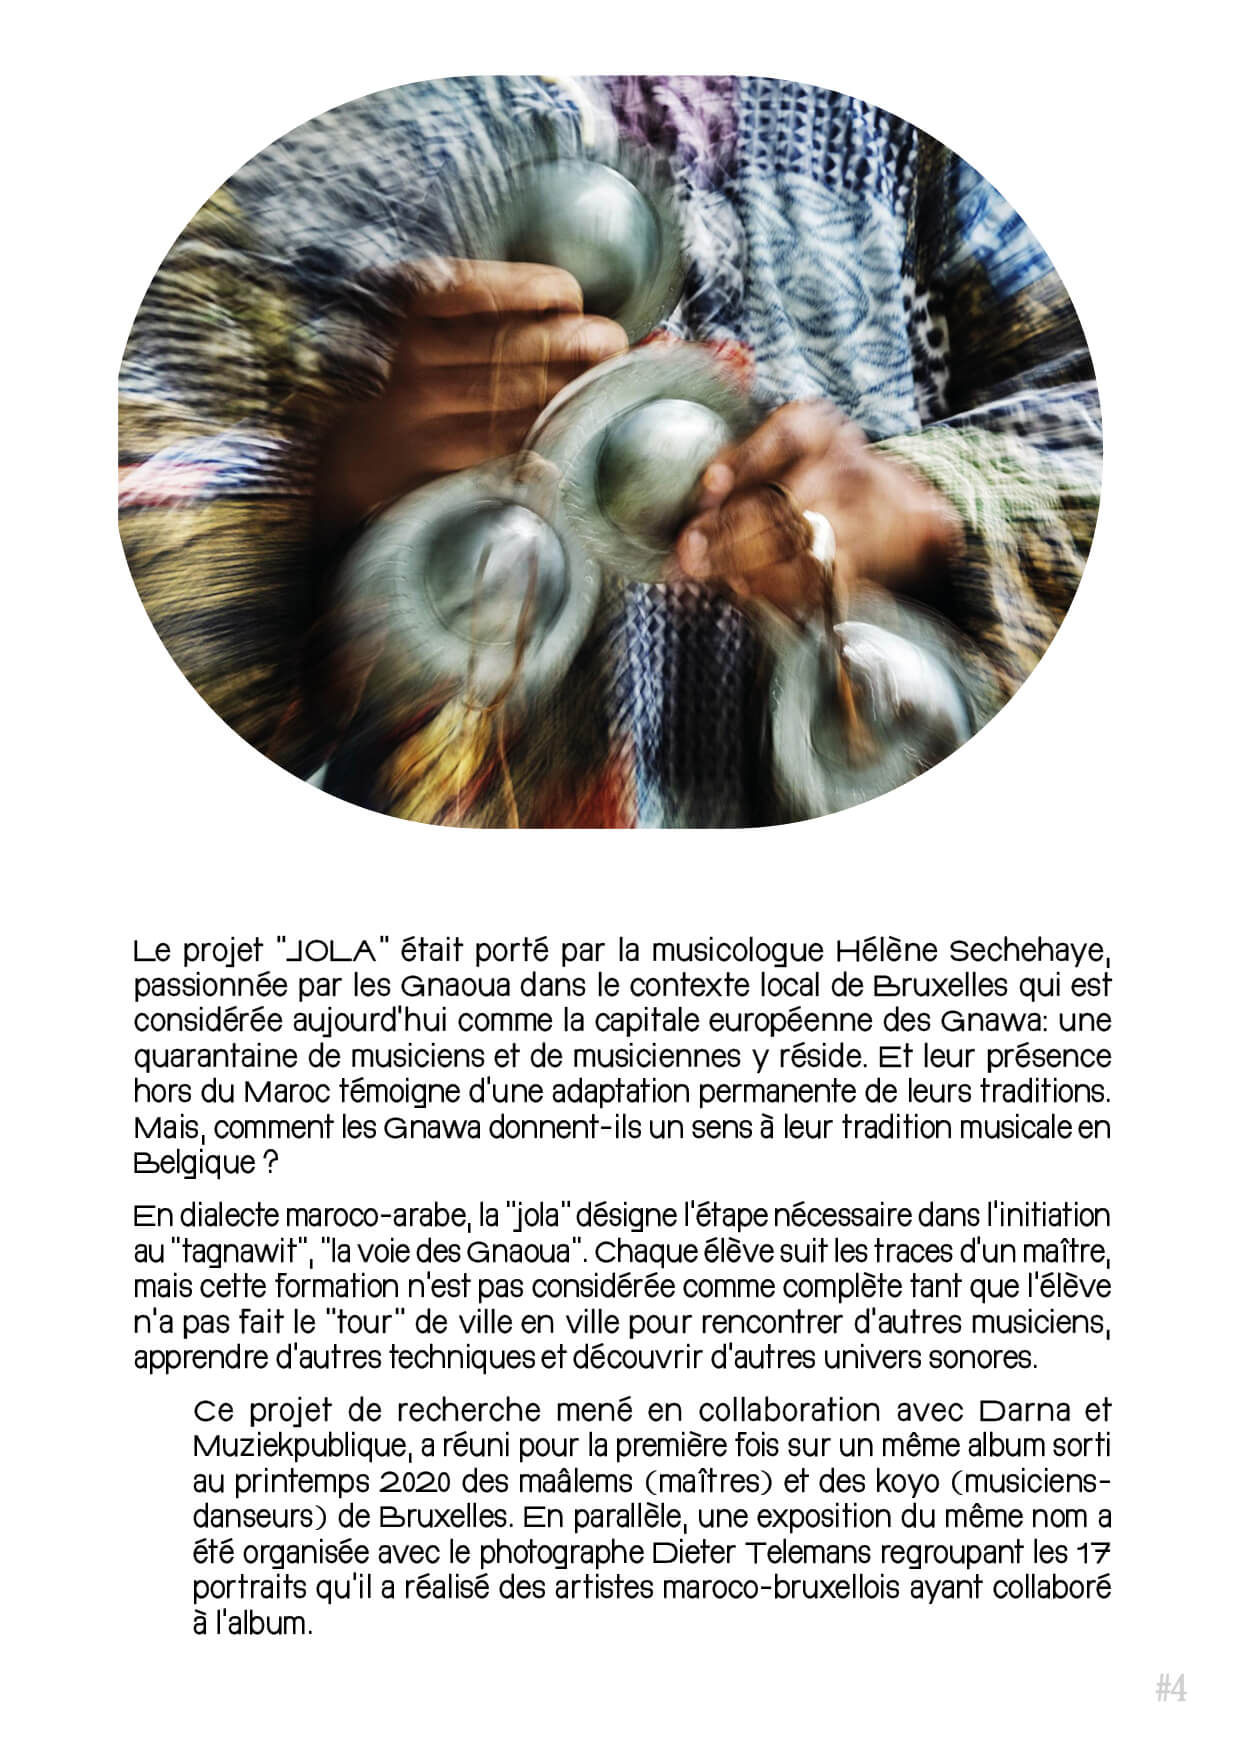 Le projet "JOLA" était porté par la musicologue Hélène Sechehaye,
passionnée par les Gnaoua dans le contexte local de Bruxelles qui est
considérée aujourd'hui comme la capitale européenne des Gnawa: une
quarantaine de musiciens et de musiciennes y réside. Et leur présence
hors du Maroc témoigne d'une adaptation permanente de leurs traditions.
Mais, comment les Gnawa donnent-ils un sens à leur tradition musicale en
Belgique ?
En dialecte maroco-arabe, la "jola" désigne l'étape nécessaire dans l'initiation
au "tagnawit", "la voie des Gnaoua". Chaque élève suit les traces d'un maître,
mais cette formation n'est pas considérée comme complète tant que l'élève
n'a pas fait le "tour" de ville en ville pour rencontrer d'autres musiciens,
apprendre d'autres techniques et découvrir d'autres univers sonores.
Ce projet de recherche mené en collaboration avec Darna et
Muziekpublique, a réuni pour la première fois sur un même album sorti
au printemps 2020 des maâlems (maîtres) et des koyo (musiciens-
danseurs) de Bruxelles. En parallèle, une exposition du même nom a
été organisée avec le photographe Dieter Telemans regroupant les 17
portraits qu'il a réalisé des artistes maroco-bruxellois ayant collaboré
à l'album.
#4